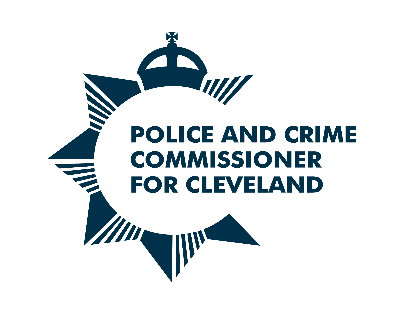 POLICE AND CRIME
COMMISSIONER
FOR CLEVELAND